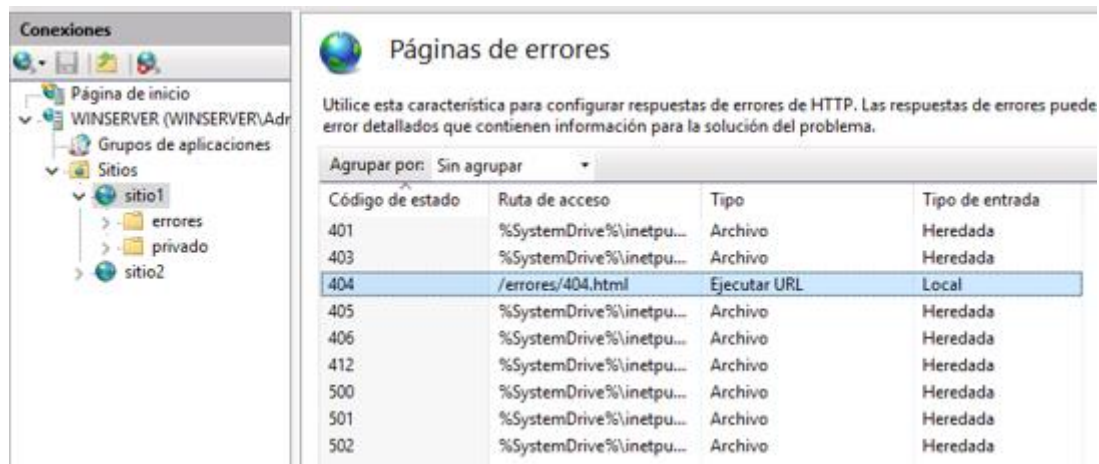 Conexiones
Página de inicio
WINSERVER (WINSERVER\Adr
Grupos de aplicaciones
Sitios
sitio1
errores
privado
sitio2
Páginas de errores
Utilice esta característica para configurar respuestas de errores de HTTP. Las respuestas de errores puede
error detallados que contienen información para la solución del problema.
Agrupar por: Sin agrupar
Código de estado Ruta de acceso Tipo Tipo de entrada
401 %SystemDrive%\inetpu... Archivo Heredada
403 %SystemDrive%\inetpu... Archivo Heredada
404 /errores/404.html Ejecutar URL Local
405 %SystemDrive%\inetpu... Archivo Heredada
406 %SystemDrive%\inetpu... Archivo Heredada
412 %SystemDrive%\inetpu... Archivo Heredada
500 %SystemDrive%\inetpu... Archivo Heredada
501 %SystemDrive%\inetpu... Archivo Heredada
502 %SystemDrive%\inetpu... Archivo Heredada